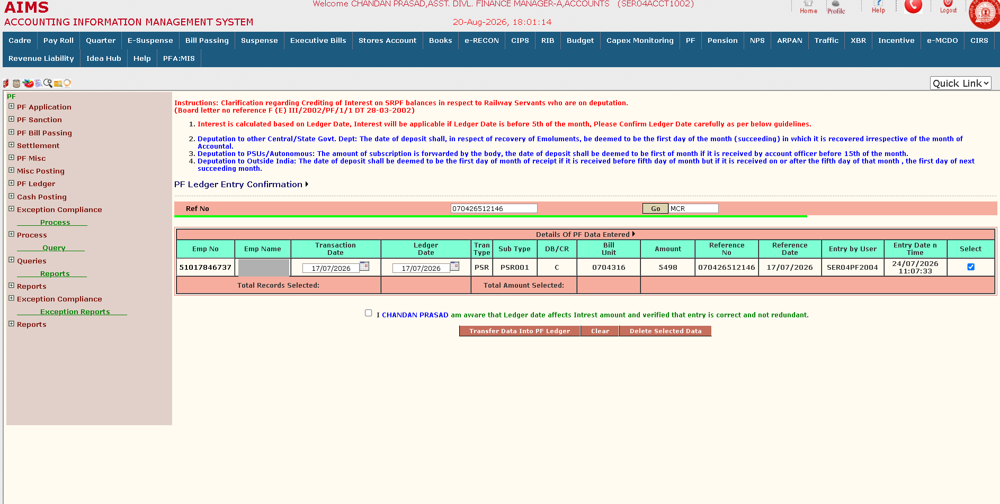 AIMS
ACCOUNTING INFORMATION MANAGEMENT SYSTEM
Welcome CHANDAN PRASAD,ASST. DIVL. FINANCE MANAGER-A,ACCOUNTS (SER04ACCT1002)
20-Aug-2026, 18:01:14
Home Profile Help Logout
Cadre Pay Roll Quarter E-Suspense Bill Passing Suspense Executive Bills Stores Account Books e-RECON CIPS RIB Budget Capex Monitoring PF Pension NPS ARPAN Traffic XBR Incentive e-MCDO CIRS
Revenue Liability Idea Hub Help PFA:MIS
Quick Link
PF
PF Application
PF Sanction
PF Bill Passing
Settlement
PF Misc
Misc Posting
PF Ledger
Cash Posting
Exception Compliance
Process
Process
Query
Queries
Reports
Reports
Exception Compliance
Exception Reports
Reports
Instructions: Clarification regarding Crediting of Interest on SRPF balances in respect to Railway Servants who are on deputation.
(Board letter no reference F (E) III/2002/PF/1/1 DT 28-03-2002)
1. Interest is calculated based on Ledger Date, Interest will be applicable if Ledger Date is before 5th of the month, Please Confirm Ledger Date carefully as per below guidelines.
2. Deputation to other Central/State Govt. Dept: The date of deposit shall, in respect of recovery of Emoluments, be deemed to be the first day of the month (succeeding) in which it is recovered irrespective of the month of
Accountal.
3. Deputation to PSUs/Autonomous: The amount of subscription is forwarded by the body, the date of deposit shall be deemed to be first of month if it is received by account officer before 15th of the month.
4. Deputation to Outside India: The date of deposit shall be deemed to be the first day of month of receipt if it is received before fifth day of month but if it is received on or after the fifth day of that month , the first day of next
succeeding month.
PF Ledger Entry Confirmation
Ref No 070426512146 Go MCR
Details Of PF Data Entered
Emp No Emp Name Transaction Date Ledger Date Tran Type Sub Type DB/CR Bill Unit Amount Reference No Reference Date Entry by User Entry Date n Time Select
51017846737 17/07/2026 17/07/2026 PSR PSR001 C 0704316 5498 070426512146 17/07/2026 SER04PF2004 24/07/2026 11:07:33
Total Records Selected: Total Amount Selected:
I CHANDAN PRASAD am aware that Ledger date affects Intrest amount and verified that entry is correct and not redundant.
Transfer Data Into PF Ledger Clear Delete Selected Data